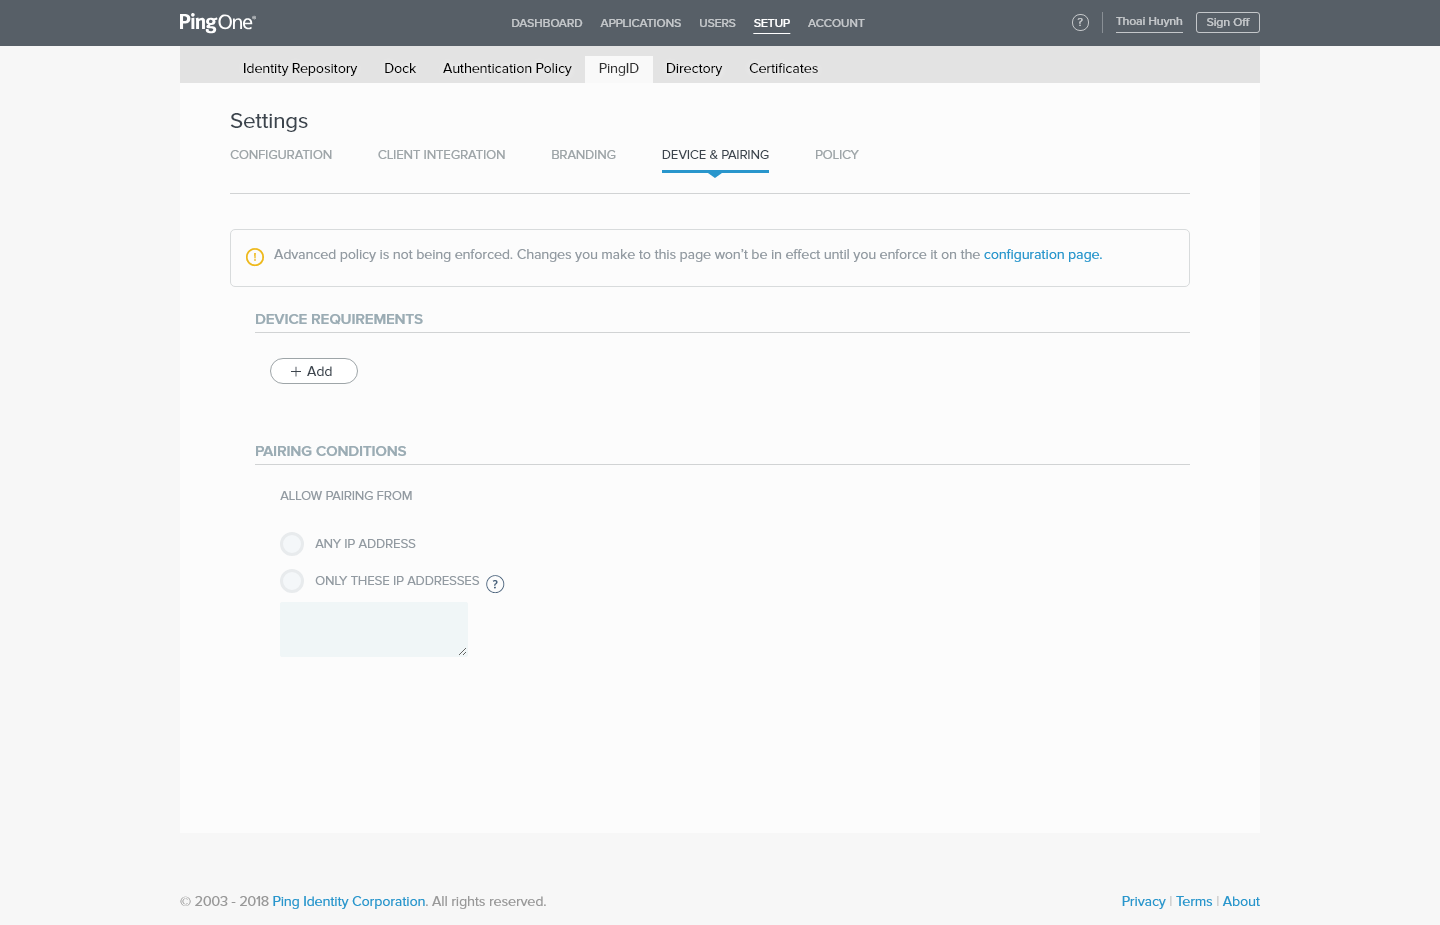 PingOne
DASHBOARD APPLICATIONS USERS SETUP ACCOUNT
? Thoai Huynh Sign Off
Identity Repository Dock Authentication Policy PingID Directory Certificates
Settings
CONFIGURATION CLIENT INTEGRATION BRANDING DEVICE & PAIRING POLICY
! Advanced policy is not being enforced. Changes you make to this page won't be in effect until you enforce it on the configuration page.
DEVICE REQUIREMENTS
+ Add
PAIRING CONDITIONS
ALLOW PAIRING FROM
ANY IP ADDRESS
ONLY THESE IP ADDRESSES ?
© 2003 - 2018 Ping Identity Corporation. All rights reserved.
Privacy | Terms | About